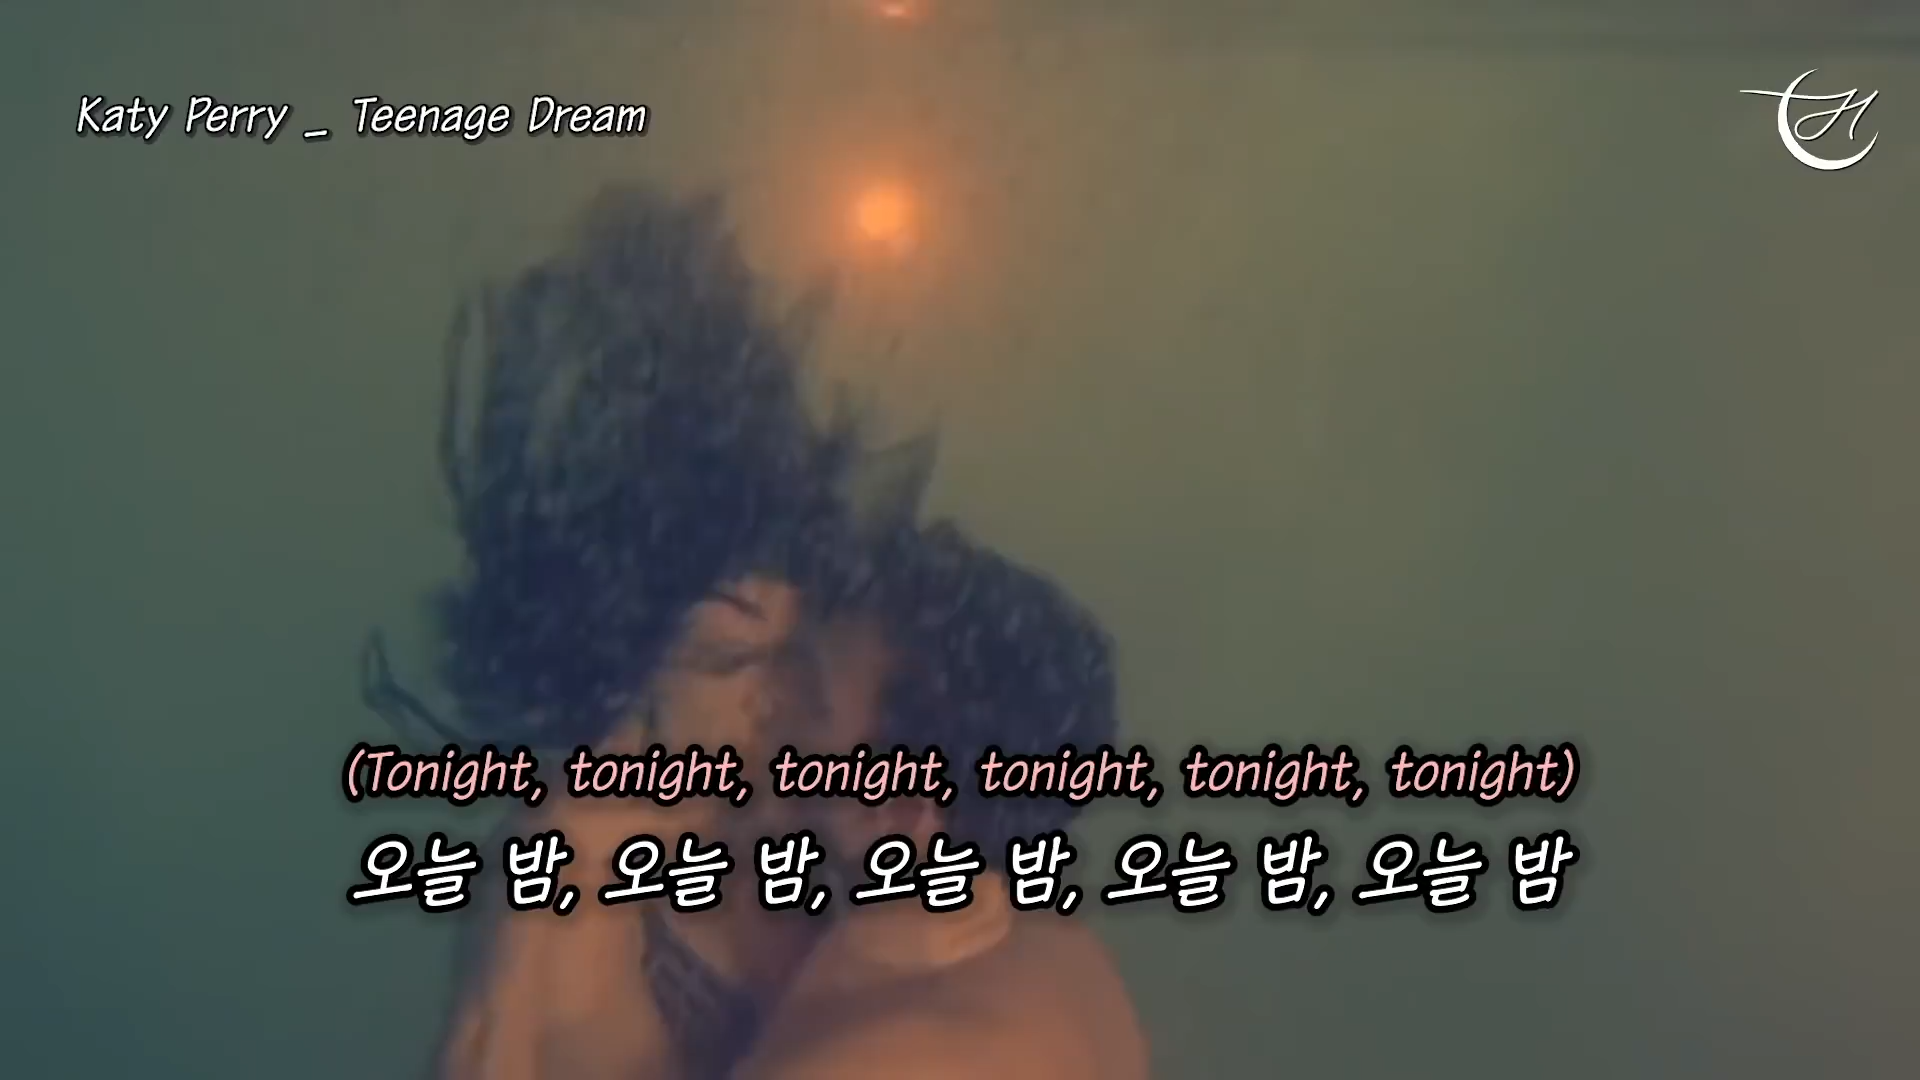 Katy Perry _ Teenage Dream
(Tonight, tonight, tonight, tonight, tonight, tonight)
오늘 밤, 오늘 밤, 오늘 밤, 오늘 밤, 오늘 밤